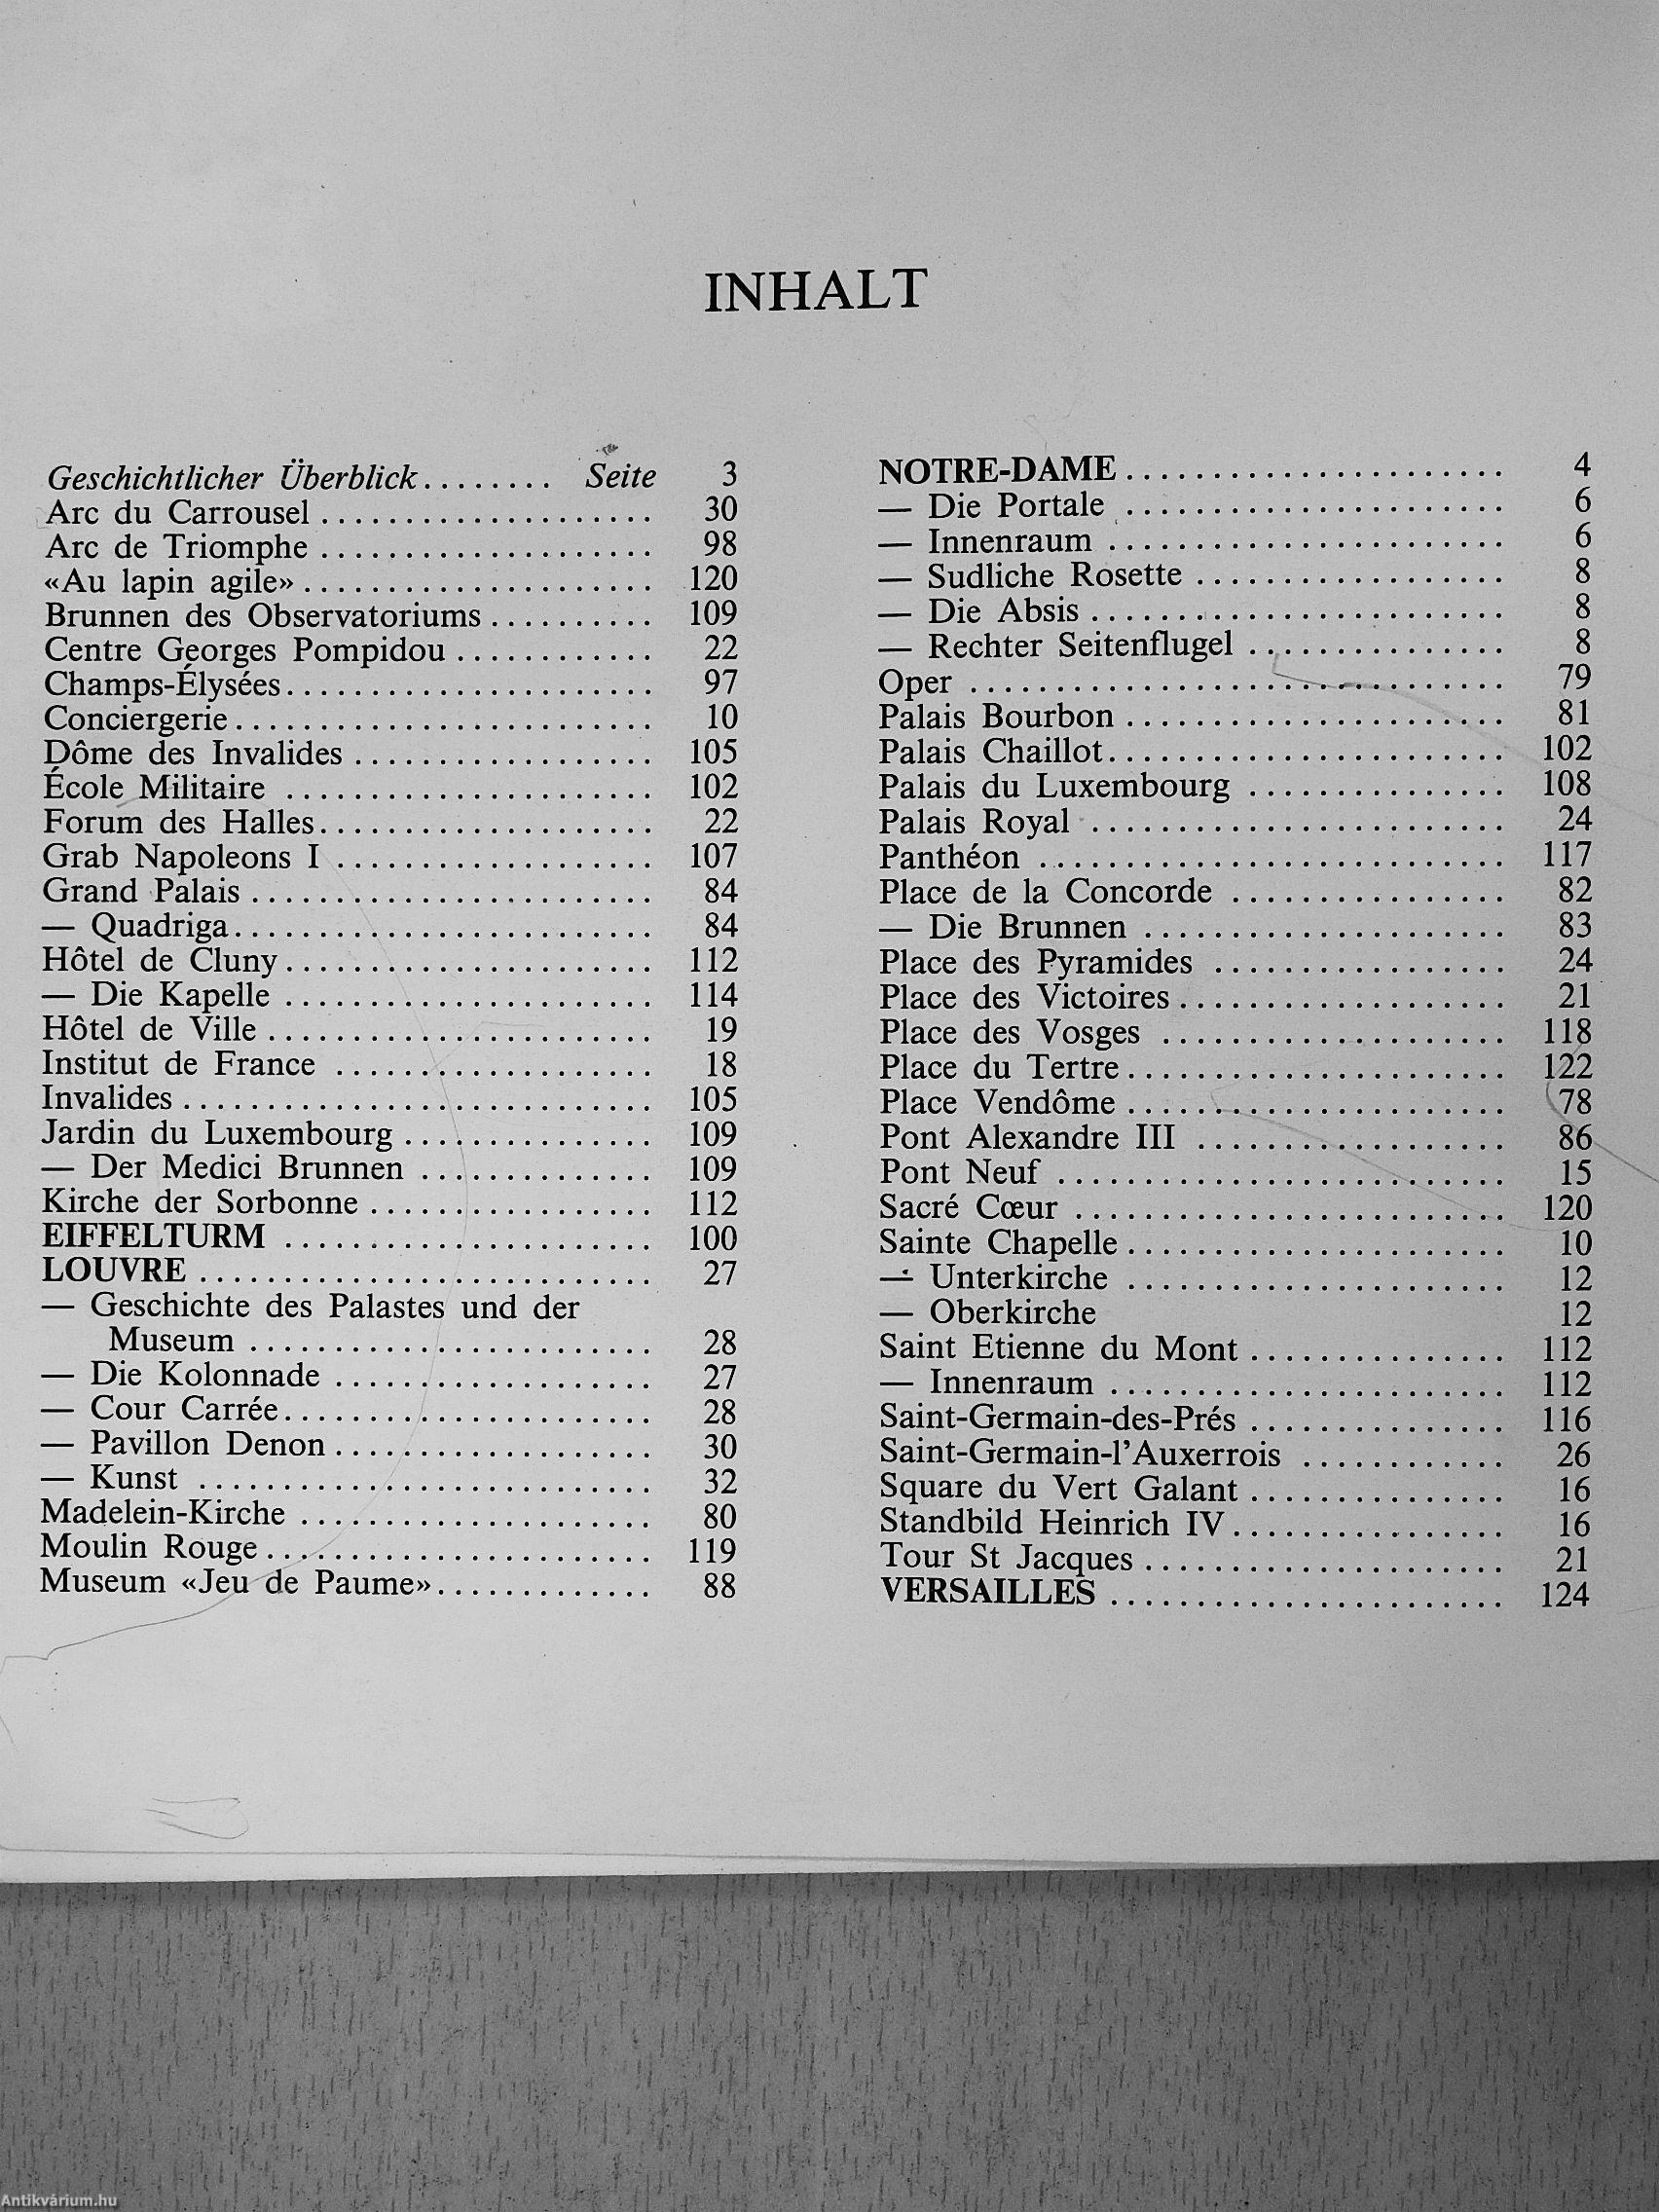 INHALT
Geschichtlicher Überblick........ Seite 3
Arc du Carrousel .................... 30
Arc de Triomphe .................... 98
«Au lapin agile» ..................... 120
Brunnen des Observatoriums .......... 109
Centre Georges Pompidou ............ 22
Champs-Élysées...................... 97
Conciergerie......................... 10
Dôme des Invalides .................. 105
École Militaire ...................... 102
Forum des Halles.................... 22
Grab Napoleons I ................... 107
Grand Palais ........................ 84
— Quadriga......................... 84
Hôtel de Cluny...................... 112
— Die Kapelle ...................... 114
Hôtel de Ville ....................... 19
Institut de France ................... 18
Invalides ............................ 105
Jardin du Luxembourg ............... 109
— Der Medici Brunnen .............. 109
Kirche der Sorbonne ................. 112
EIFFELTURM ...................... 100
LOUVRE ........................... 27
— Geschichte des Palastes und der
Museum ........................ 28
— Die Kolonnade ................... 27
— Cour Carrée...................... 28
— Pavillon Denon ................... 30
— Kunst ........................... 32
Madelein-Kirche ..................... 80
Moulin Rouge ....................... 119
Museum «Jeu de Paume»............. 88
NOTRE-DAME ....................... 4
— Die Portale ....................... 6
— Innenraum ........................ 6
— Sudliche Rosette ................... 8
— Die Absis ......................... 8
— Rechter Seitenflugel ............... 8
Oper ................................ 79
Palais Bourbon ....................... 81
Palais Chaillot........................ 102
Palais du Luxembourg ............... 108
Palais Royal ......................... 24
Panthéon ............................ 117
Place de la Concorde ................ 82
— Die Brunnen ...................... 83
Place des Pyramides ................. 24
Place des Victoires ................... 21
Place des Vosges .................... 118
Place du Tertre ....................... 122
Place Vendôme ....................... 78
Pont Alexandre III ................... 86
Pont Neuf ........................... 15
Sacré Cœur .......................... 120
Sainte Chapelle ....................... 10
— Unterkirche ....................... 12
— Oberkirche 12
Saint Etienne du Mont ............... 112
— Innenraum ........................ 112
Saint-Germain-des-Prés ............... 116
Saint-Germain-l'Auxerrois ............ 26
Square du Vert Galant ............... 16
Standbild Heinrich IV................ 16
Tour St Jacques ...................... 21
VERSAILLES ........................ 124
Antikvárium.hu